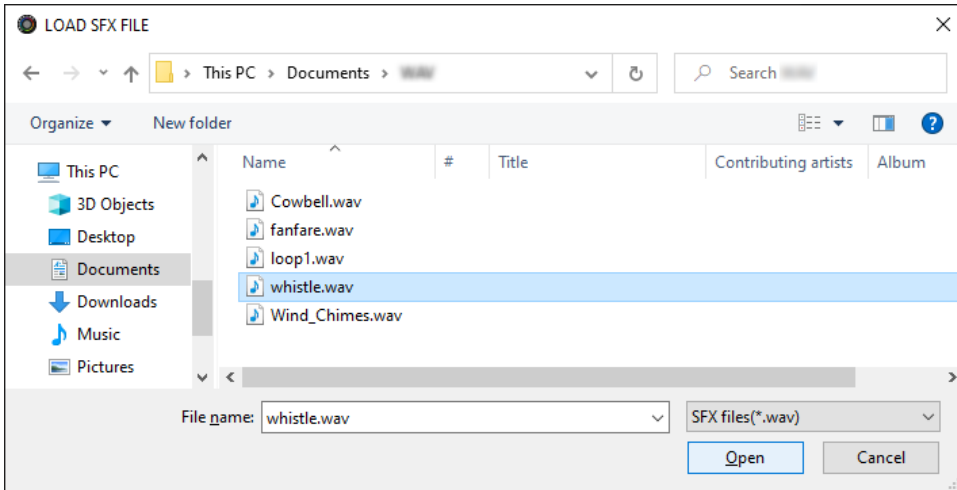 LOAD SFX FILE
This PC > Documents >
Search
Organize New folder
Name # Title Contributing artists Album
This PC
3D Objects
Desktop
Documents
Downloads
Music
Pictures
Cowbell.wav
fanfare.wav
loop1.wav
whistle.wav
Wind_Chimes.wav
File name: whistle.wav SFX files(*.wav)
Open Cancel